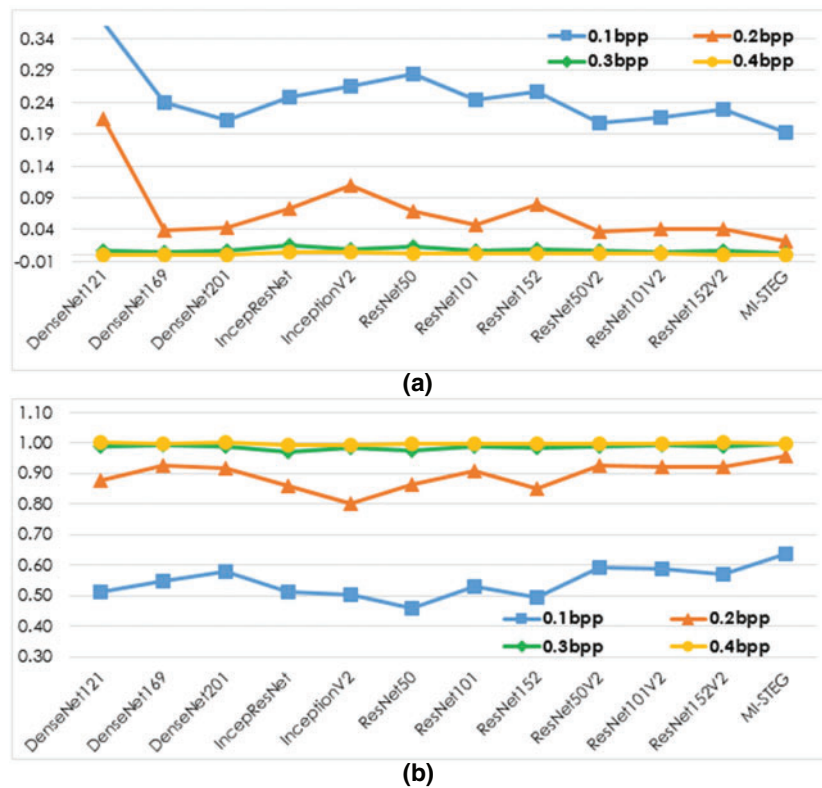 0.34
0.29
0.24
0.19
0.14
0.09
0.04
-0.01
0.1bpp 0.2bpp
0.3bpp 0.4bpp
DenseNet121
DenseNet169
DenseNet201
IncepResNet
InceptionV2
ResNet50
ResNet101
ResNet152
ResNet50V2
ResNet101V2
ResNet152V2
MI-STEG
(a)
1.10
1.00
0.90
0.80
0.70
0.60
0.50
0.40
0.30
0.1bpp 0.2bpp
0.3bpp 0.4bpp
DenseNet121
DenseNet169
DenseNet201
IncepResNet
InceptionV2
ResNet50
ResNet101
ResNet152
ResNet50V2
ResNet101V2
ResNet152V2
MI-STEG
(b)